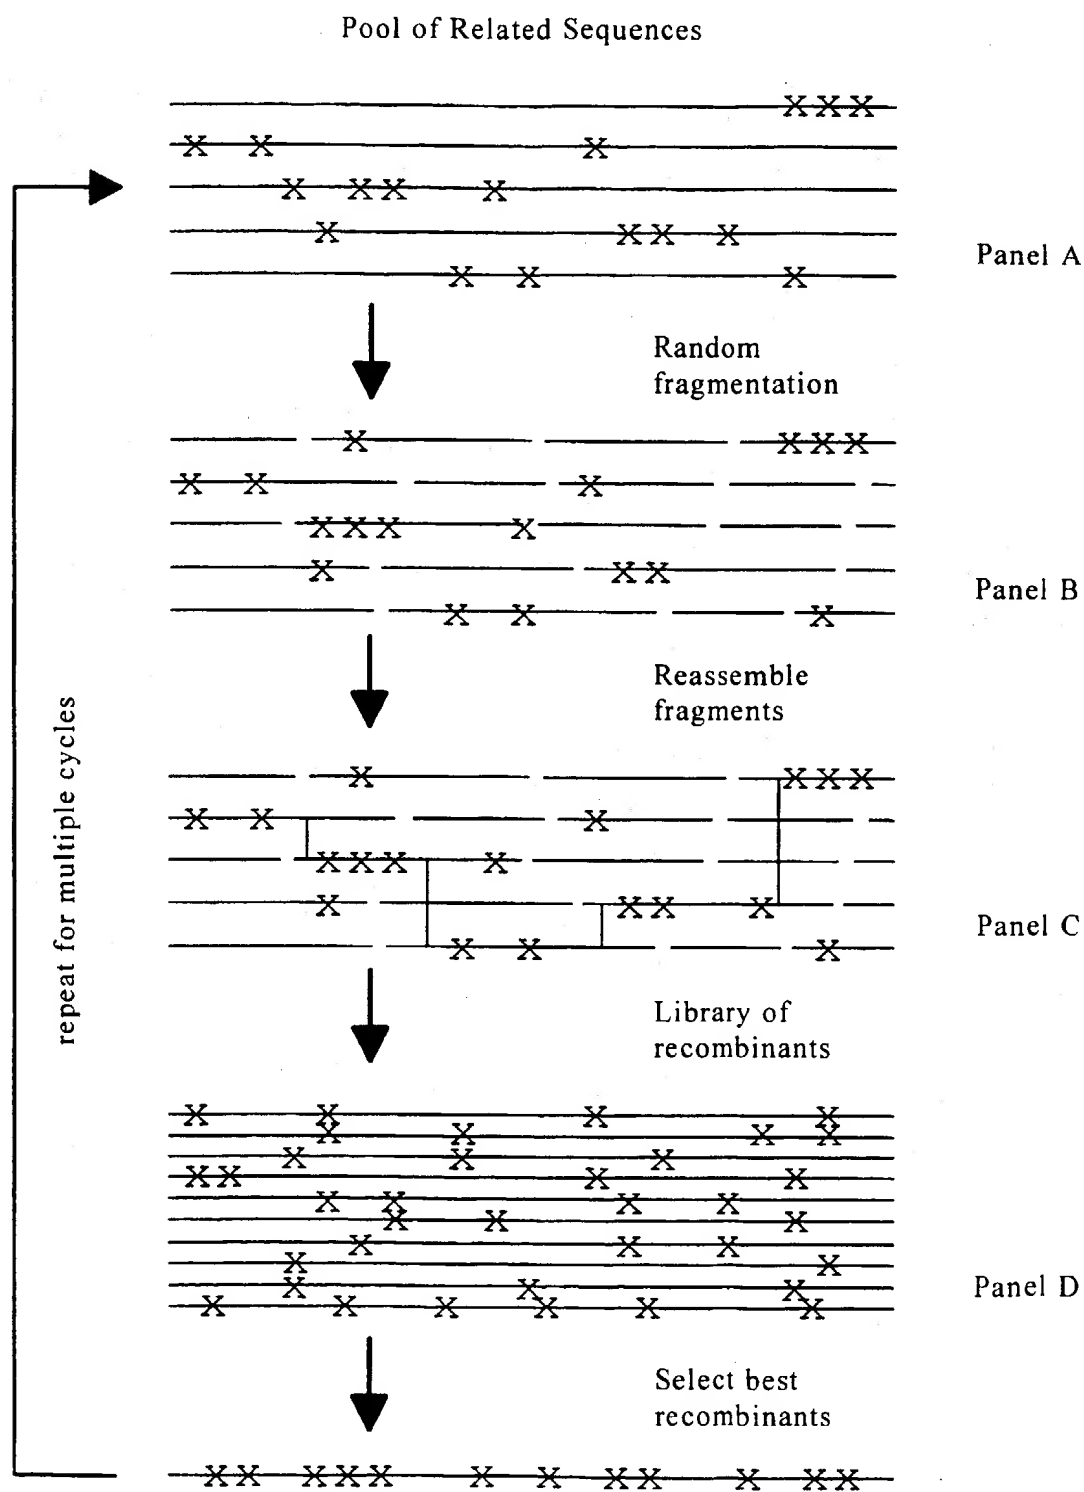 Pool of Related Sequences
Panel A
Random
fragmentation
Panel B
Reassemble
fragments
repeat for multiple cycles
Panel C
Library of
recombinants
Panel D
Select best
recombinants